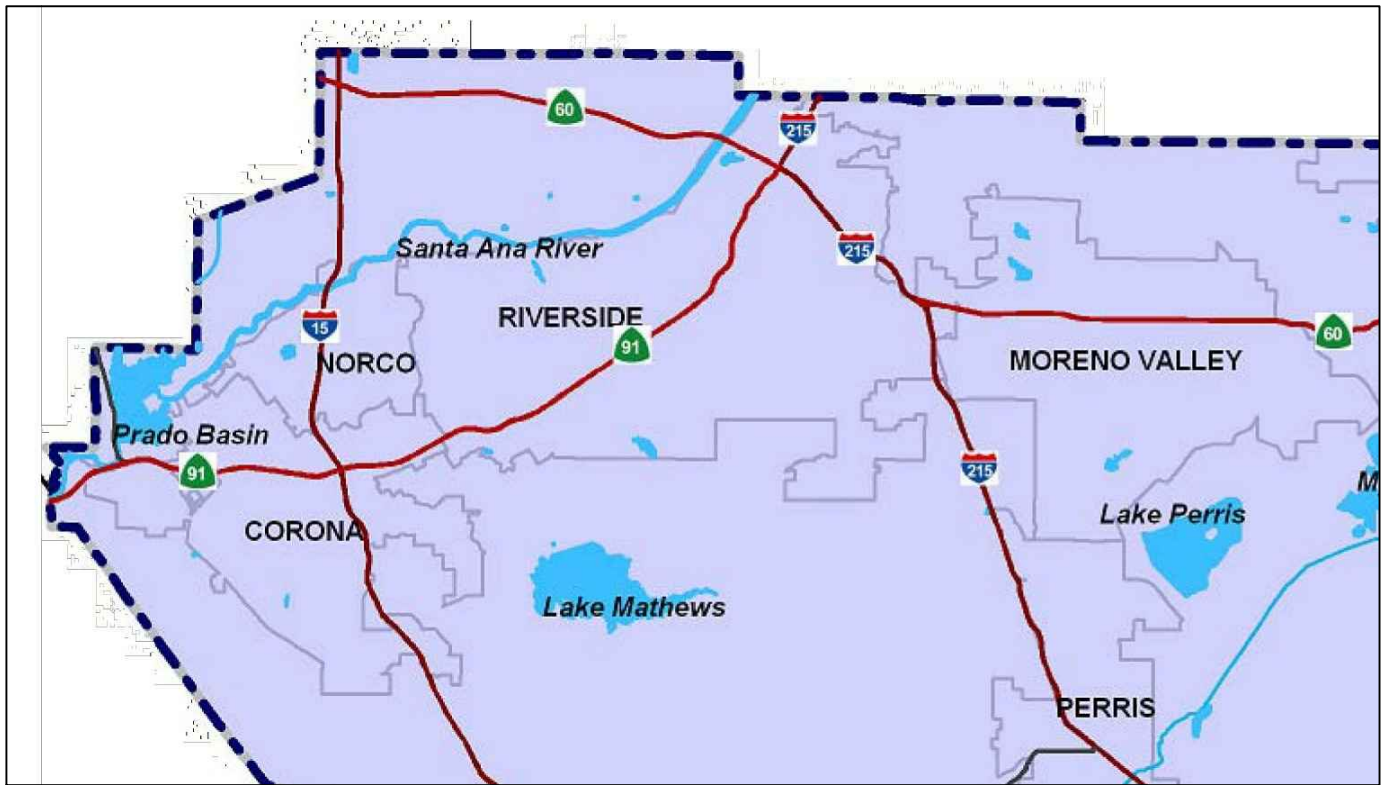 60
215
Santa Ana River
215
15
RIVERSIDE
91
60
NORCO
MORENO VALLEY
Prado Basin
91
215
M
Lake Perris
CORONA
Lake Mathews
PERRIS